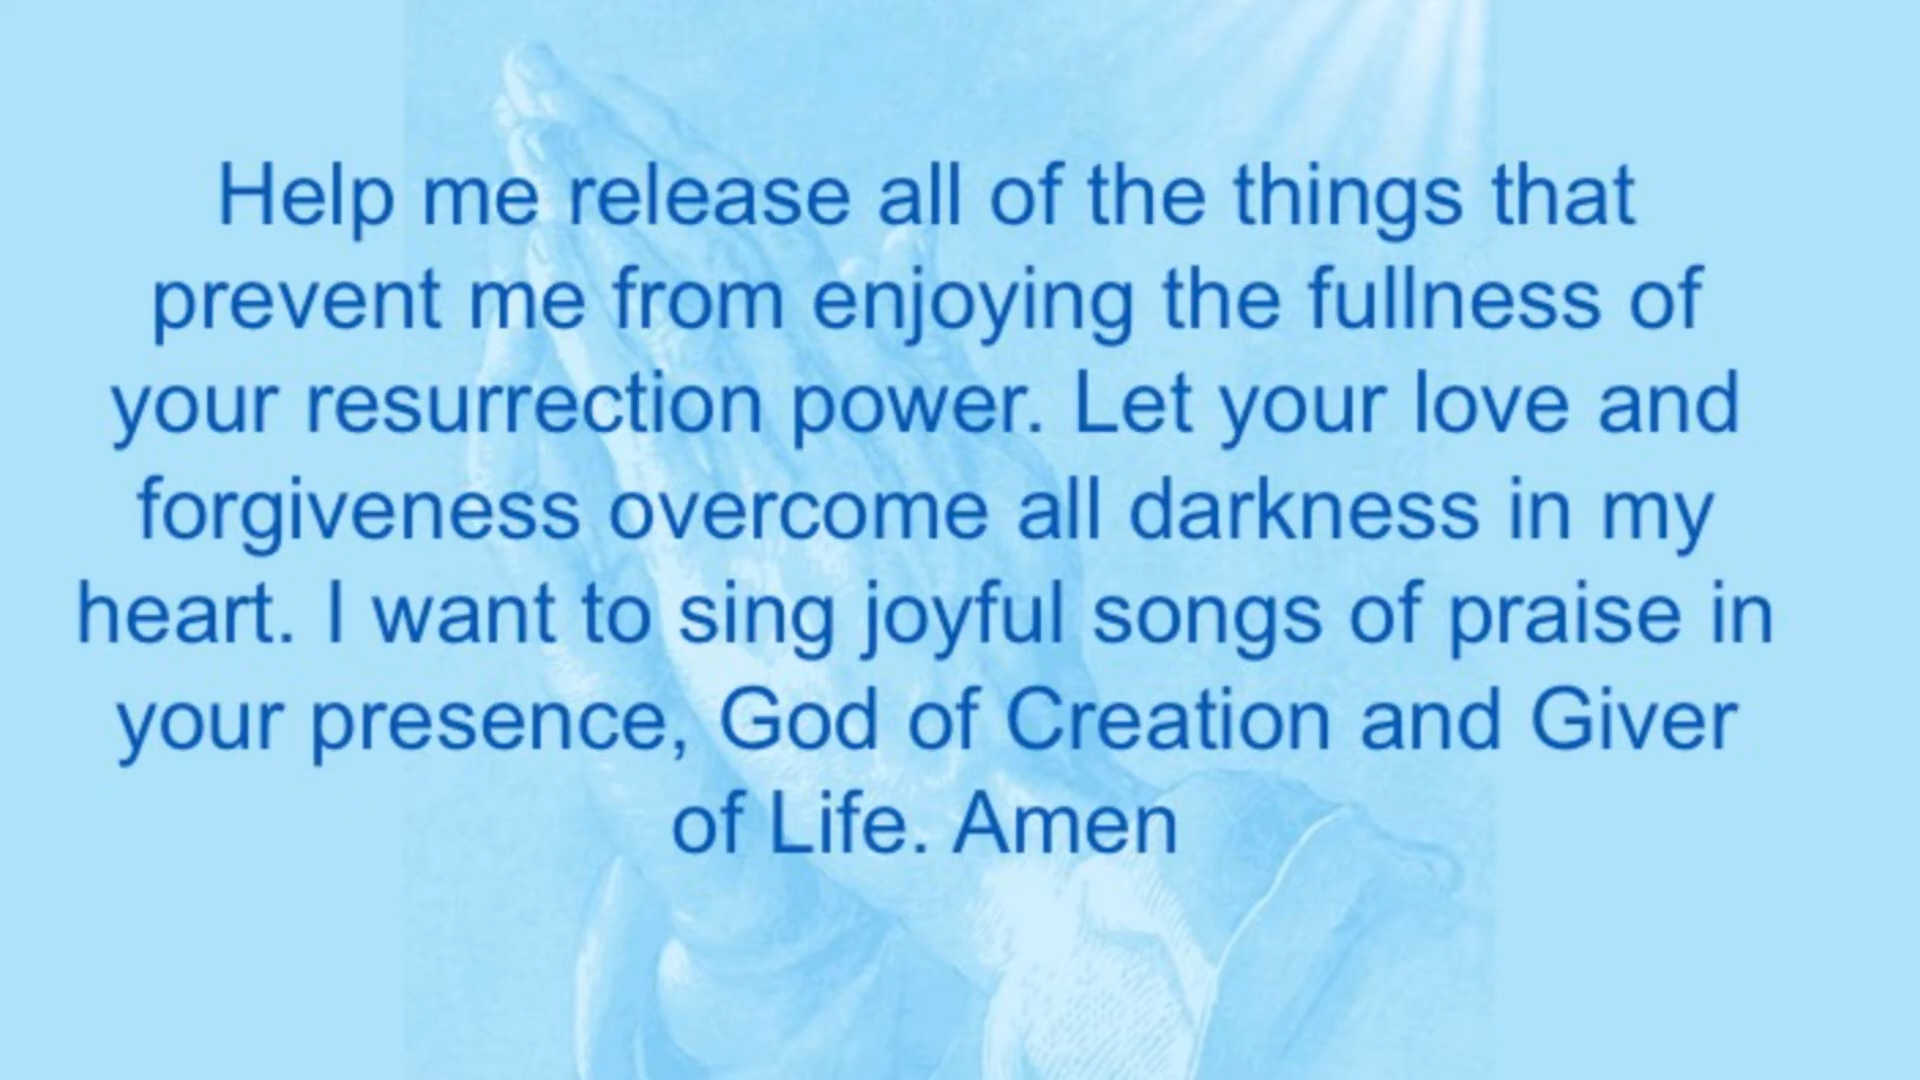 Help me release all of the things that
prevent me from enjoying the fullness of
your resurrection power. Let your love and
forgiveness overcome all darkness in my
heart. I want to sing joyful songs of praise in
your presence, God of Creation and Giver
of Life. Amen